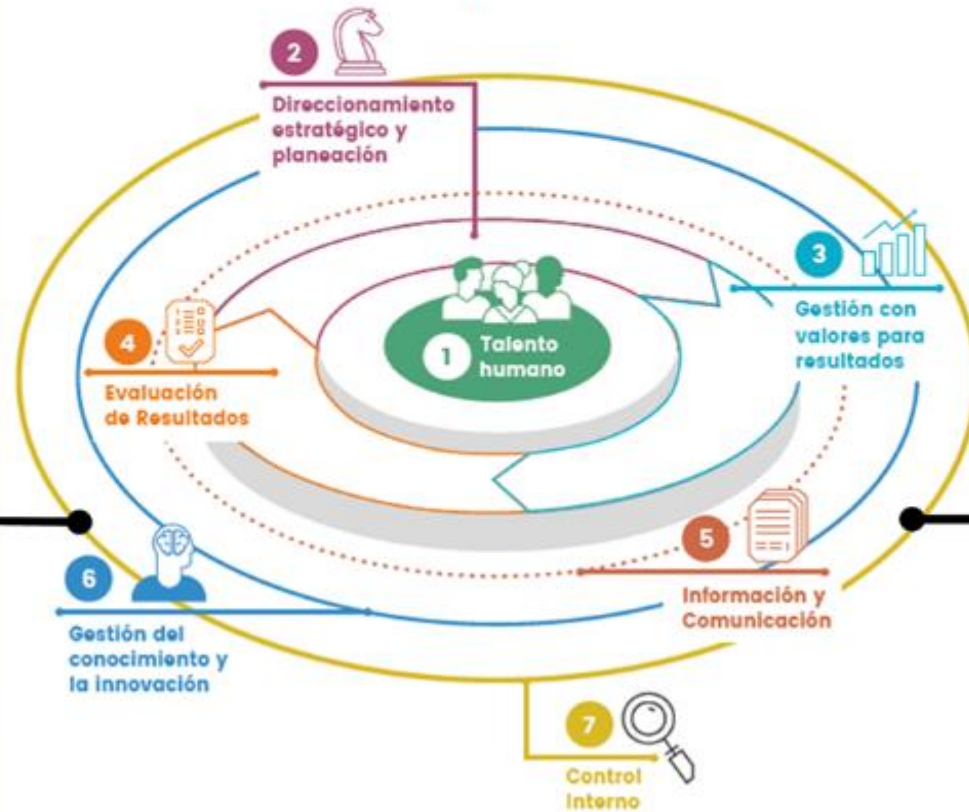 2
Direccionamiento
estratégico y
planeación
3
Gestión con
valores para
resultados
1
Talento
humano
4
Evaluación
de Resultados
5
Información y
Comunicación
6
Gestión del
conocimiento y
la innovación
7
Control
Interno